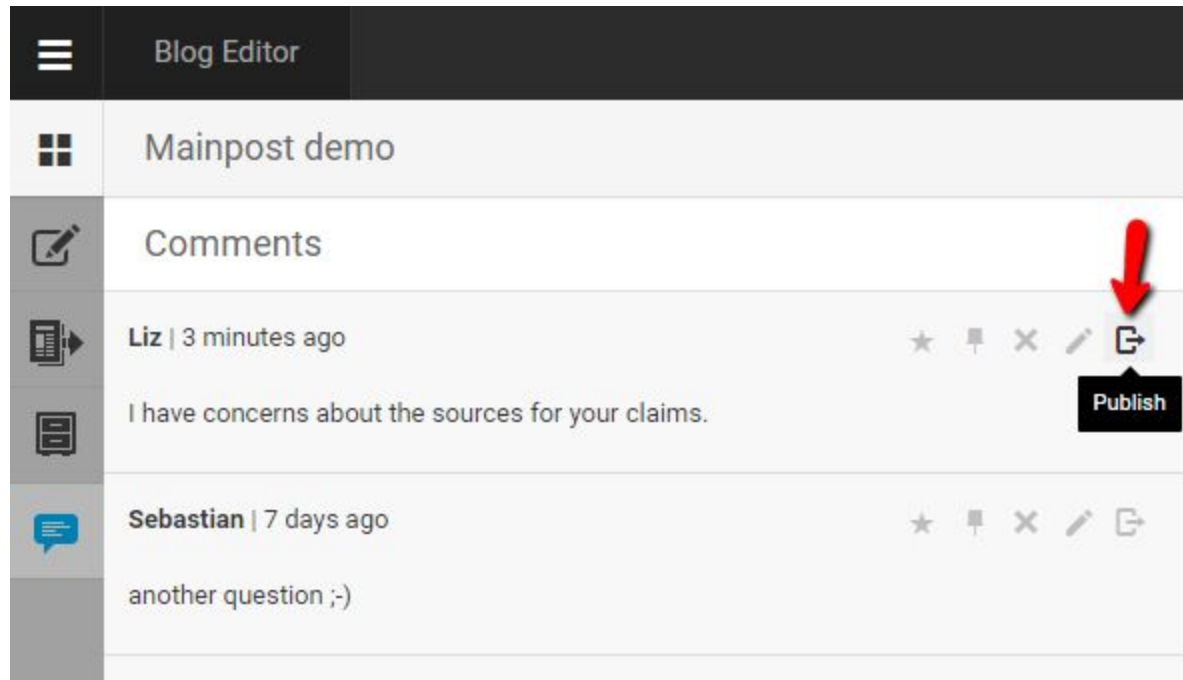 Blog Editor
Mainpost demo
Comments
Liz | 3 minutes ago
Publish
I have concerns about the sources for your claims.
Sebastian | 7 days ago
another question ;-)